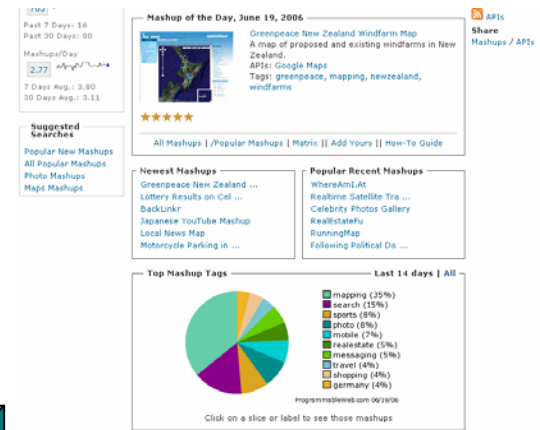 Past 7 Days: 16
Past 30 Days: 80
Mashups/Day
2.77
7 Days Avg.: 3.80
30 Days Avg.: 3.11
Suggested
Searches
Popular New Mashups
All Popular Mashups
Photo Mashups
Maps Mashups
Mashup of the Day, June 19, 2006
Greenpeace New Zealand Windfarm Map
A map of proposed and existing windfarms in New
Zealand.
APIs: Google Maps
Tags: greenpeace, mapping, newzealand,
windfarms
All Mashups | /Popular Mashups | Matrix || Add Yours || How-To Guide
Newest Mashups
Greenpeace New Zealand ...
Lottery Results on Cel ...
BackLinkr
Japanese YouTube Mashup
Local News Map
Motorcycle Parking in ...
Popular Recent Mashups
WhereAmI.At
Realtime Satellite Tra ...
Celebrity Photos Gallery
RealEstateFu
RunningMap
Following Political Do ...
Top Mashup Tags
Last 14 days | All
mapping (35%)
search (15%)
sports (8%)
photo (8%)
mobile (7%)
realestate (5%)
messaging (5%)
travel (4%)
shopping (4%)
germany (4%)
ProgrammableWeb.com 06/19/06
Click on a slice or label to see those mashups
APIs
Share
Mashups / APIs